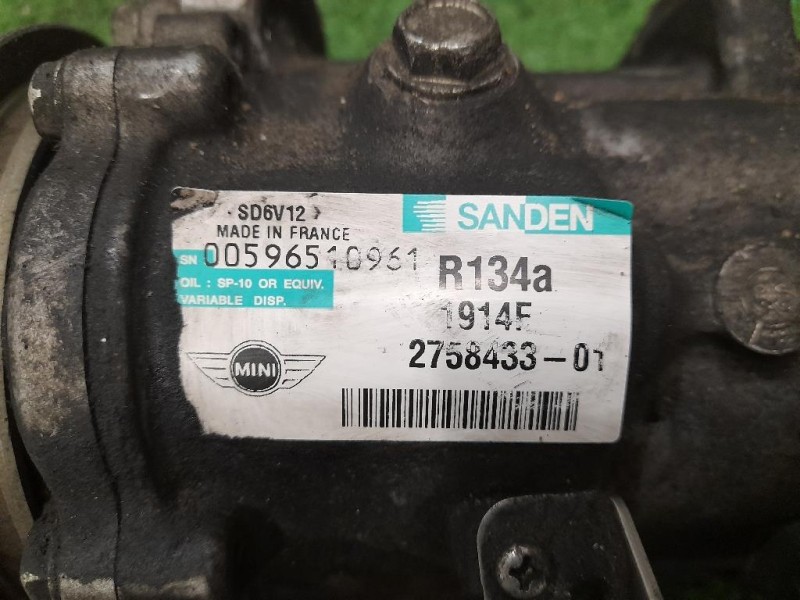 SD6V12
SANDEN
MADE IN FRANCE
SN 00596510961
R134a
OIL : SP-10 OR EQUIV.
VARIABLE DISP.
1914F
2758433-01
MINI